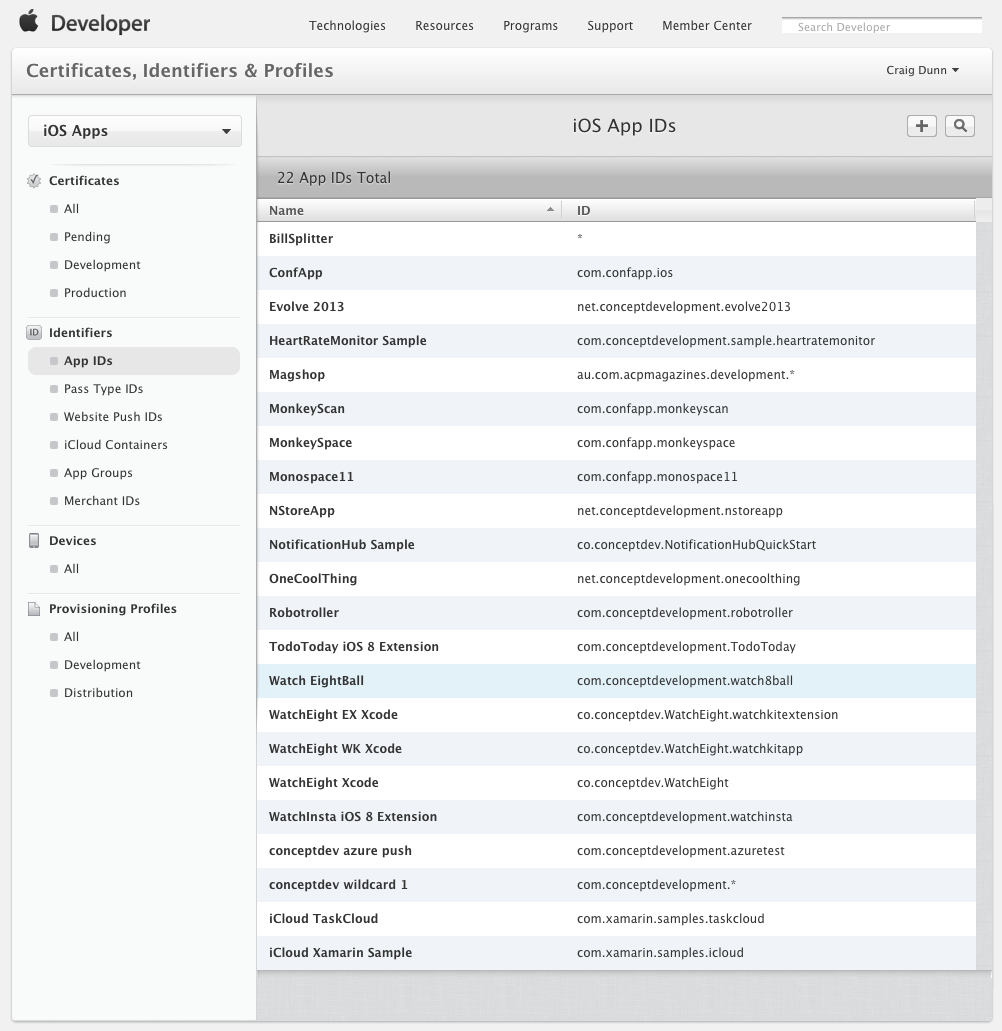 Developer
Technologies Resources Programs Support Member Center Search Developer
Certificates, Identifiers & Profiles
Craig Dunn
iOS Apps
Certificates
All
Pending
Development
Production
ID Identifiers
App IDs
Pass Type IDs
Website Push IDs
iCloud Containers
App Groups
Merchant IDs
Devices
All
Provisioning Profiles
All
Development
Distribution
iOS App IDs
22 App IDs Total
Name ID
BillSplitter *
ConfApp com.confapp.ios
Evolve 2013 net.conceptdevelopment.evolve2013
HeartRateMonitor Sample com.conceptdevelopment.sample.heartratemonitor
Magshop au.com.acpmagazines.development.*
MonkeyScan com.confapp.monkeyscan
MonkeySpace com.confapp.monkeyspace
Monospace11 com.confapp.monospace11
NStoreApp net.conceptdevelopment.nstoreapp
NotificationHub Sample co.conceptdev.NotificationHubQuickStart
OneCoolThing net.conceptdevelopment.onecoolthing
Robotroller com.conceptdevelopment.robotroller
TodoToday iOS 8 Extension com.conceptdevelopment.TodoToday
Watch EightBall com.conceptdevelopment.watch8ball
WatchEight EX Xcode co.conceptdev.WatchEight.watchkitextension
WatchEight WK Xcode co.conceptdev.WatchEight.watchkitapp
WatchEight Xcode co.conceptdev.WatchEight
WatchInsta iOS 8 Extension com.conceptdevelopment.watchinsta
conceptdev azure push com.conceptdevelopment.azuretest
conceptdev wildcard 1 com.conceptdevelopment.*
iCloud TaskCloud com.xamarin.samples.taskcloud
iCloud Xamarin Sample com.xamarin.samples.icloud